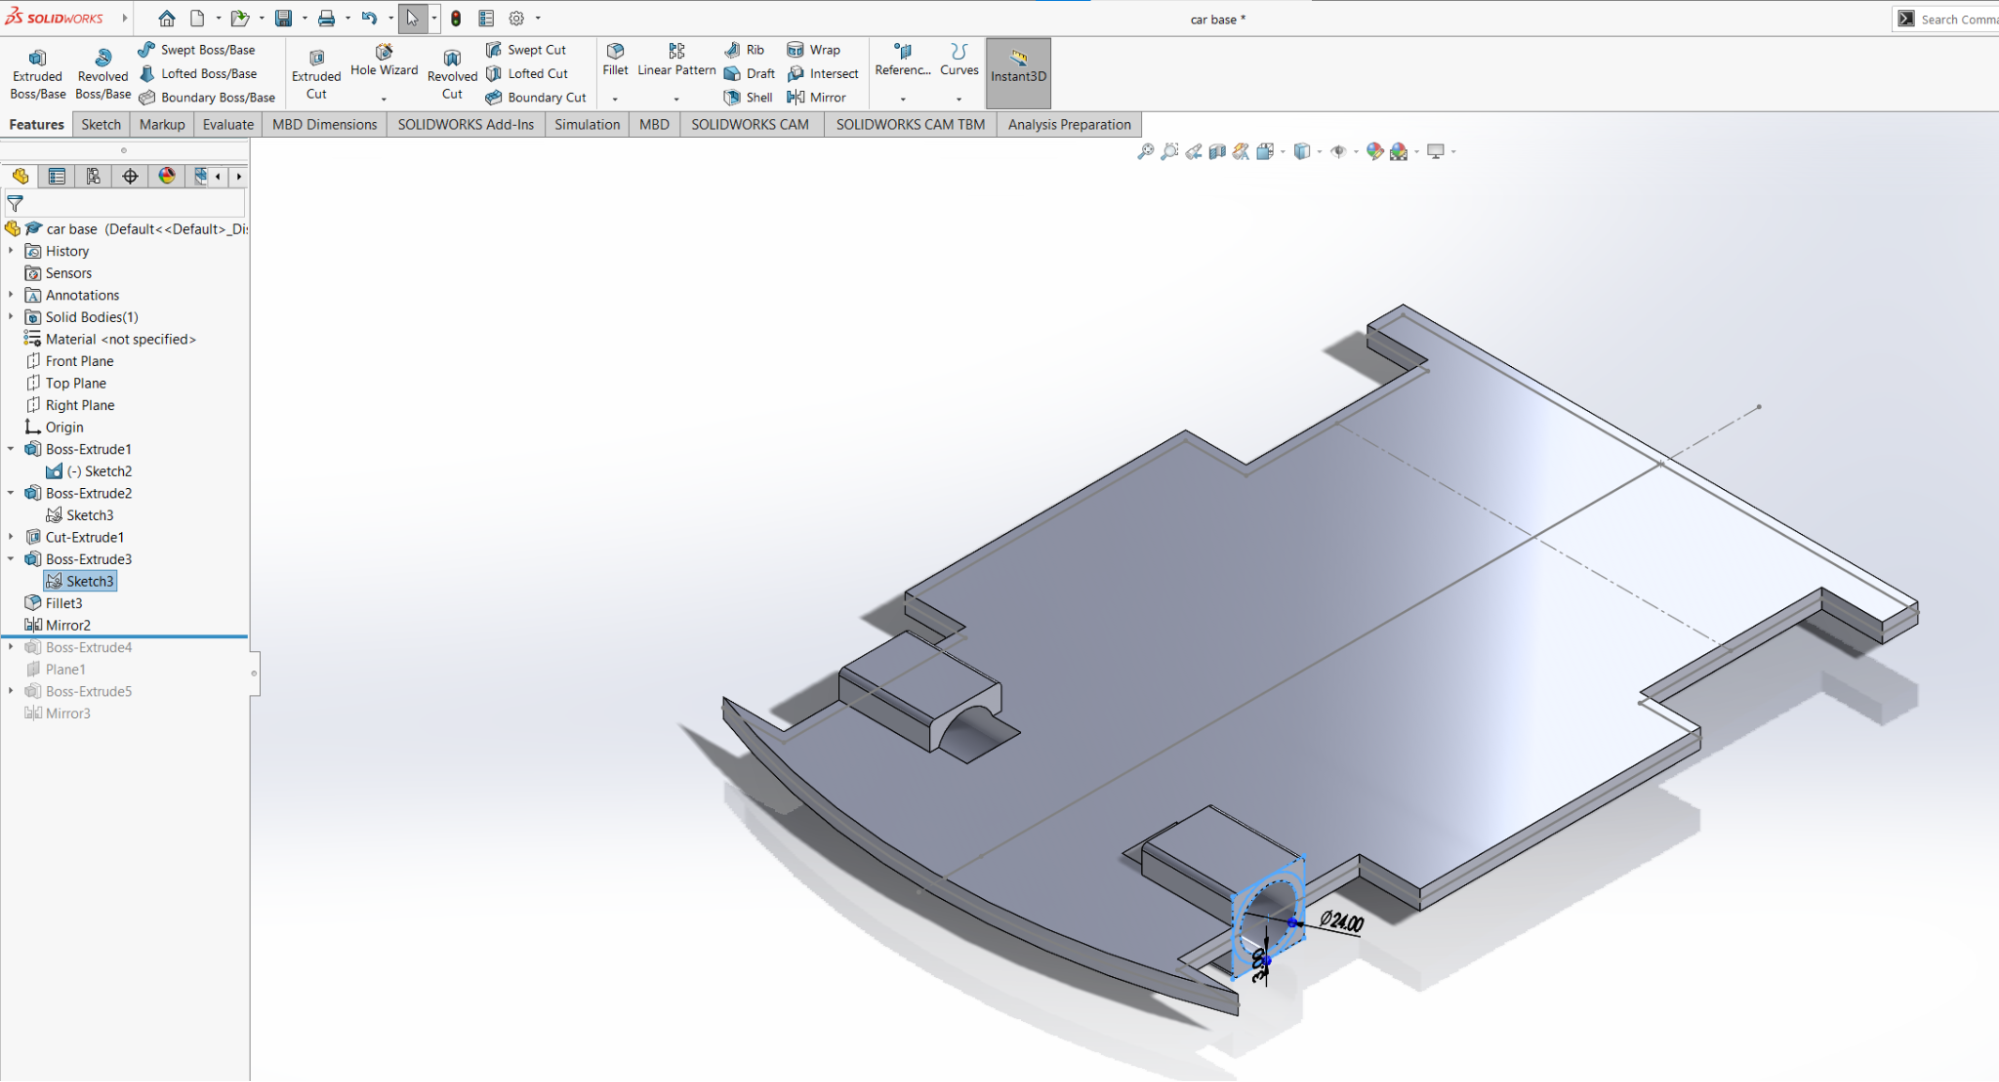 SOLIDWORKS
car base *
Search Comma
Extruded Boss/Base
Revolved Boss/Base
Swept Boss/Base
Lofted Boss/Base
Boundary Boss/Base
Extruded Cut
Hole Wizard
Revolved Cut
Swept Cut
Lofted Cut
Boundary Cut
Fillet
Linear Pattern
Rib
Draft
Shell
Wrap
Intersect
Mirror
Referenc...
Curves
Instant3D
Features
Sketch
Markup
Evaluate
MBD Dimensions
SOLIDWORKS Add-Ins
Simulation
MBD
SOLIDWORKS CAM
SOLIDWORKS CAM TBM
Analysis Preparation
car base (Default<<Default>_Di
History
Sensors
Annotations
Solid Bodies(1)
Material <not specified>
Front Plane
Top Plane
Right Plane
Origin
Boss-Extrude1
(-) Sketch2
Boss-Extrude2
Sketch3
Cut-Extrude1
Boss-Extrude3
Sketch3
Fillet3
Mirror2
Boss-Extrude4
Plane1
Boss-Extrude5
Mirror3
Ø24.00
3.00